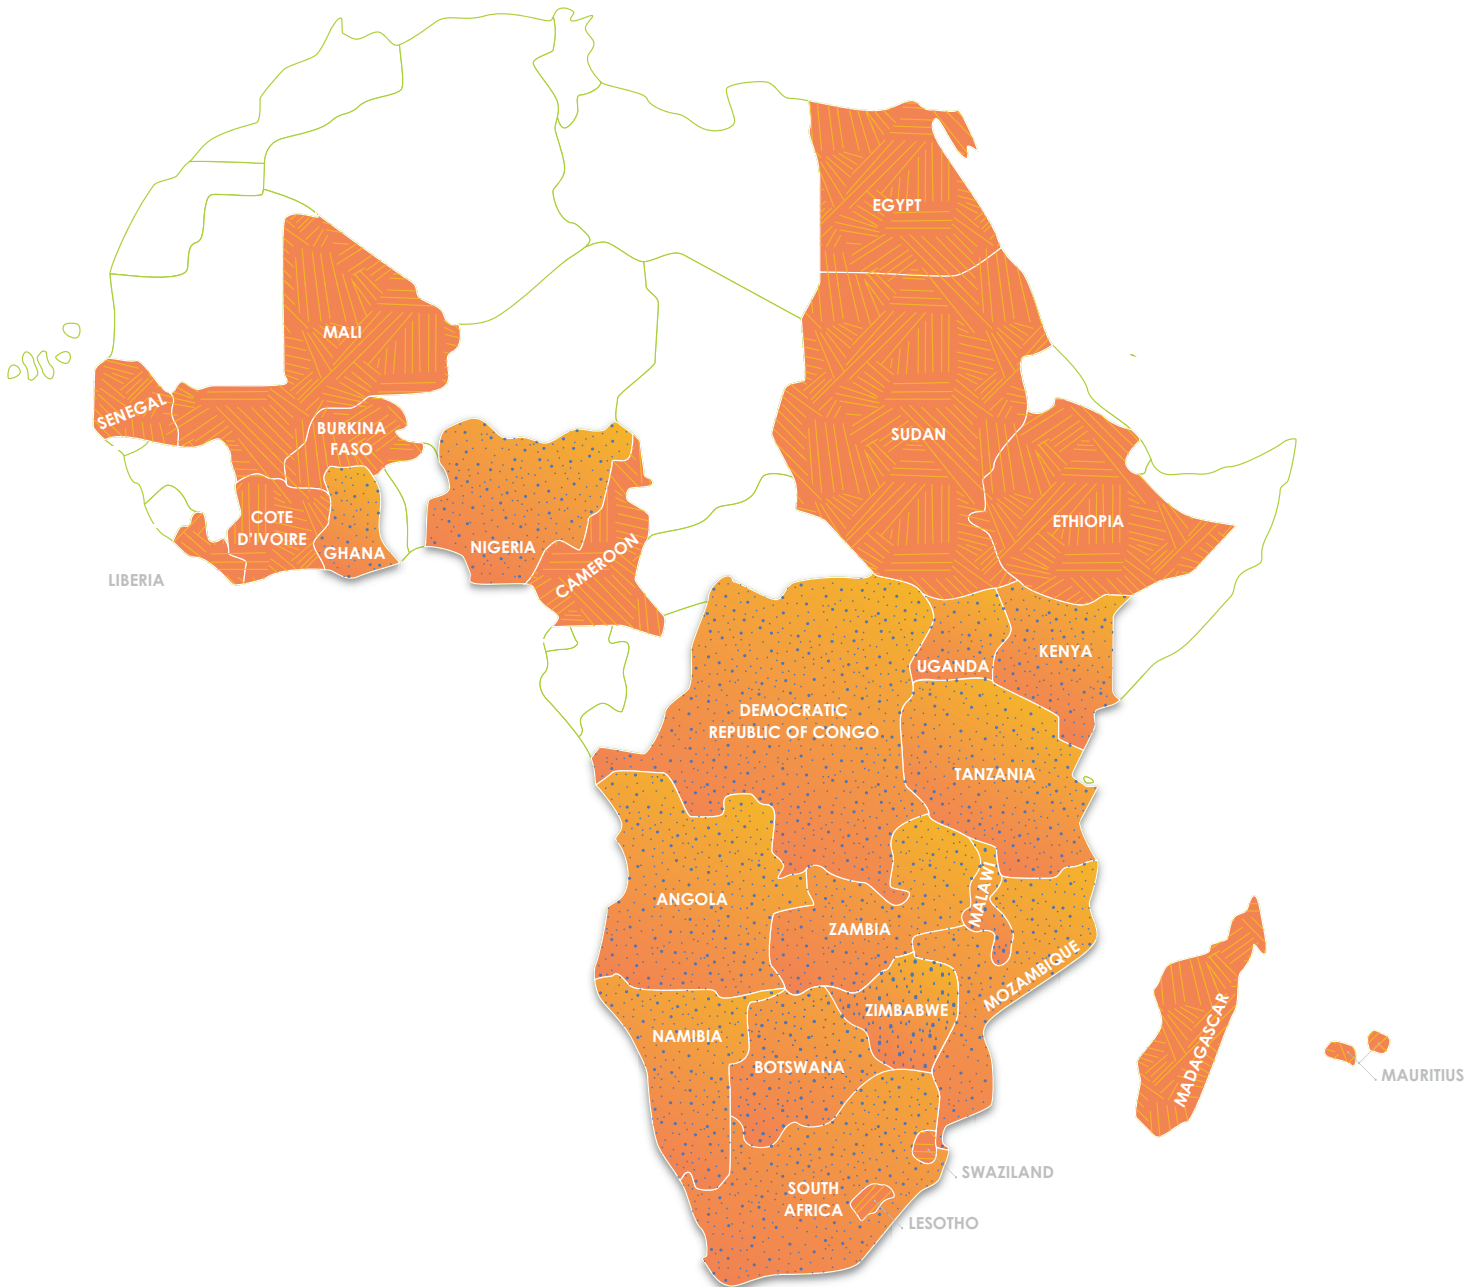 EGYPT
MALI
SENEGAL
BURKINA
FASO
SUDAN
COTE
D'IVOIRE
GHANA
NIGERIA
CAMEROON
ETHIOPIA
LIBERIA
UGANDA
KENYA
DEMOCRATIC
REPUBLIC OF CONGO
TANZANIA
ANGOLA
ZAMBIA
MALAWI
MOZAMBIQUE
ZIMBABWE
NAMIBIA
BOTSWANA
MADAGASCAR
MAURITIUS
SWAZILAND
SOUTH
AFRICA
LESOTHO